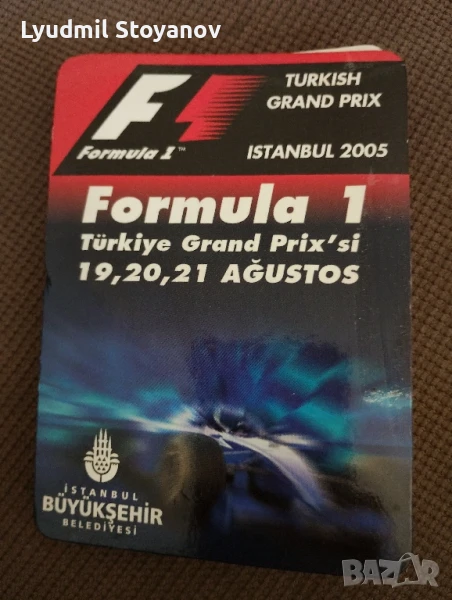 Lyudmil Stoyanov
F1
Formula 1™
TURKISH
GRAND PRIX
ISTANBUL 2005
Formula 1
Türkiye Grand Prix'si
19,20,21 AĞUSTOS
İSTANBUL
BÜYÜKŞEHİR
BELEDİYESİ
BAZAR